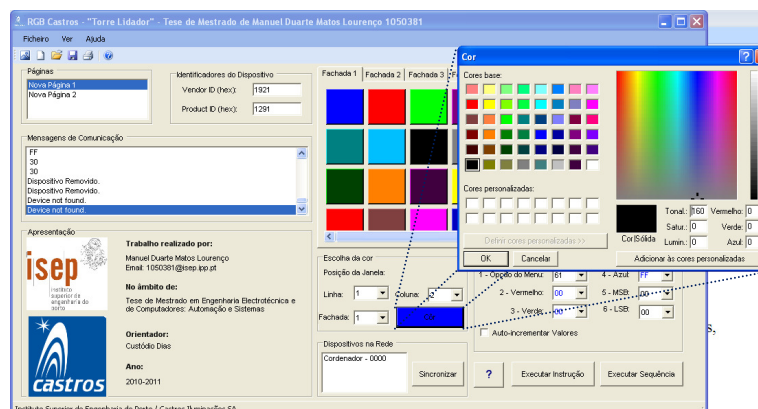 RGB Castros - "Torre Lidador" - Tese de Mestrado de Manuel Duarte Matos Lourenço 1050381
Ficheiro Ver Ajuda
Páginas
Nova Página 1
Nova Página 2
Identificadores do Dispositivo
Vendor ID (hex): 1921
Product ID (hex): 1291
Mensagens de Comunicação
FF
30
30
Dispositivo Removido.
Dispositivo Removido.
Device not found.
Device not found.
Apresentação
isep
instituto
superior de
engenharia do
porto
castros
Trabalho realizado por:
Manuel Duarte Matos Lourenço
Email: 1050381@isep.ipp.pt
No âmbito de:
Tese de Mestrado em Engenharia Electrotécnica e
de Computadores: Automação e Sistemas
Orientador:
Custódio Dias
Ano:
2010-2011
Fachada 1 Fachada 2 Fachada 3
Escolha da cor
Posição da Janela:
Linha: 1 Coluna: 2
Fachada: 1
Dispositivos na Rede
Cordenador - 0000
Sincronizar
Cor
Cores base:
Cores personalizadas:
Definir cores personalizadas >>
OK Cancelar
Cor|Sólida
Tonal.: 160 Vermelho: 0
Satur.: 0 Verde: 0
Lumin.: 0 Azul: 0
Adicionar às cores personalizadas
1 - Opção do Menu: 61 4 - Azul: FF
2 - Vermelho: 00 5 - MSB: 00
3 - Verde: 00 6 - LSB: 00
Auto-incrementar Valores
? Executar Instrução Executar Sequência
s,
Instituto Superior de Engenharia do Porto / Castros Iluminações SA